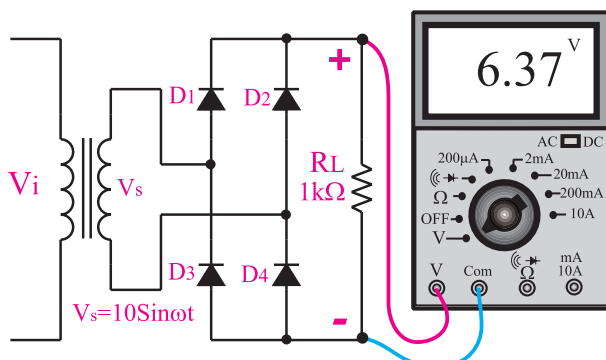 Vi
Vs
Vs=10Sinωt
D1
D2
D3
D4
+
RL
1kΩ
-
6.37 V
AC DC
200µA
2mA
20mA
200mA
10A
Ω
OFF
V
V
Com
Ω
mA
10A